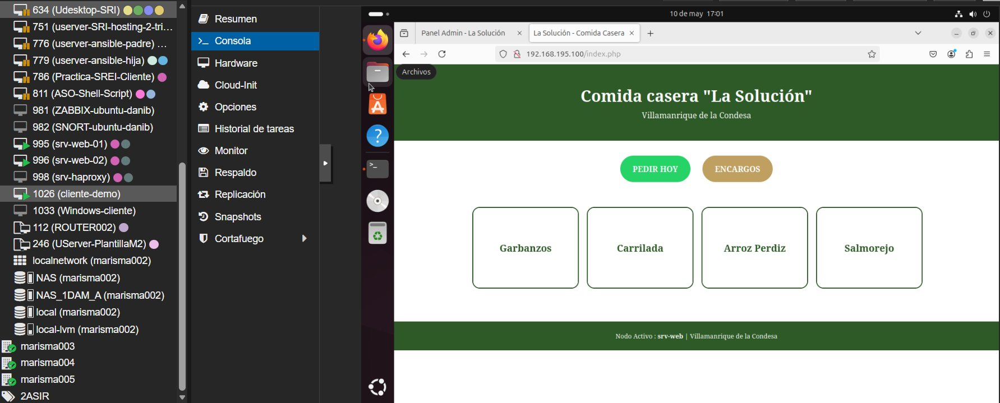 634 (Udesktop-SRI)
751 (userver-SRI-hosting-2-tri...
776 (userver-ansible-padre) ...
779 (userver-ansible-hija)
786 (Practica-SREI-Cliente)
811 (ASO-Shell-Script)
981 (ZABBIX-ubuntu-danib)
982 (SNORT-ubuntu-danib)
995 (srv-web-01)
996 (srv-web-02)
998 (srv-haproxy)
1026 (cliente-demo)
1033 (Windows-cliente)
112 (ROUTER002)
246 (UServer-PlantillaM2)
localnetwork (marisma002)
NAS (marisma002)
NAS_1DAM_A (marisma002)
local (marisma002)
local-lvm (marisma002)
marisma003
marisma004
marisma005
2ASIR
Resumen
Consola
Hardware
Cloud-Init
Opciones
Historial de tareas
Monitor
Respaldo
Replicación
Snapshots
Cortafuego
10 de may 17:01
Panel Admin - La Solución
La Solución - Comida Casera
192.168.195.100/index.php
Archivos
Comida casera "La Solución"
Villamanrique de la Condesa
PEDIR HOY
ENCARGOS
Garbanzos
Carrilada
Arroz Perdiz
Salmorejo
Nodo Activo : srv-web | Villamanrique de la Condesa